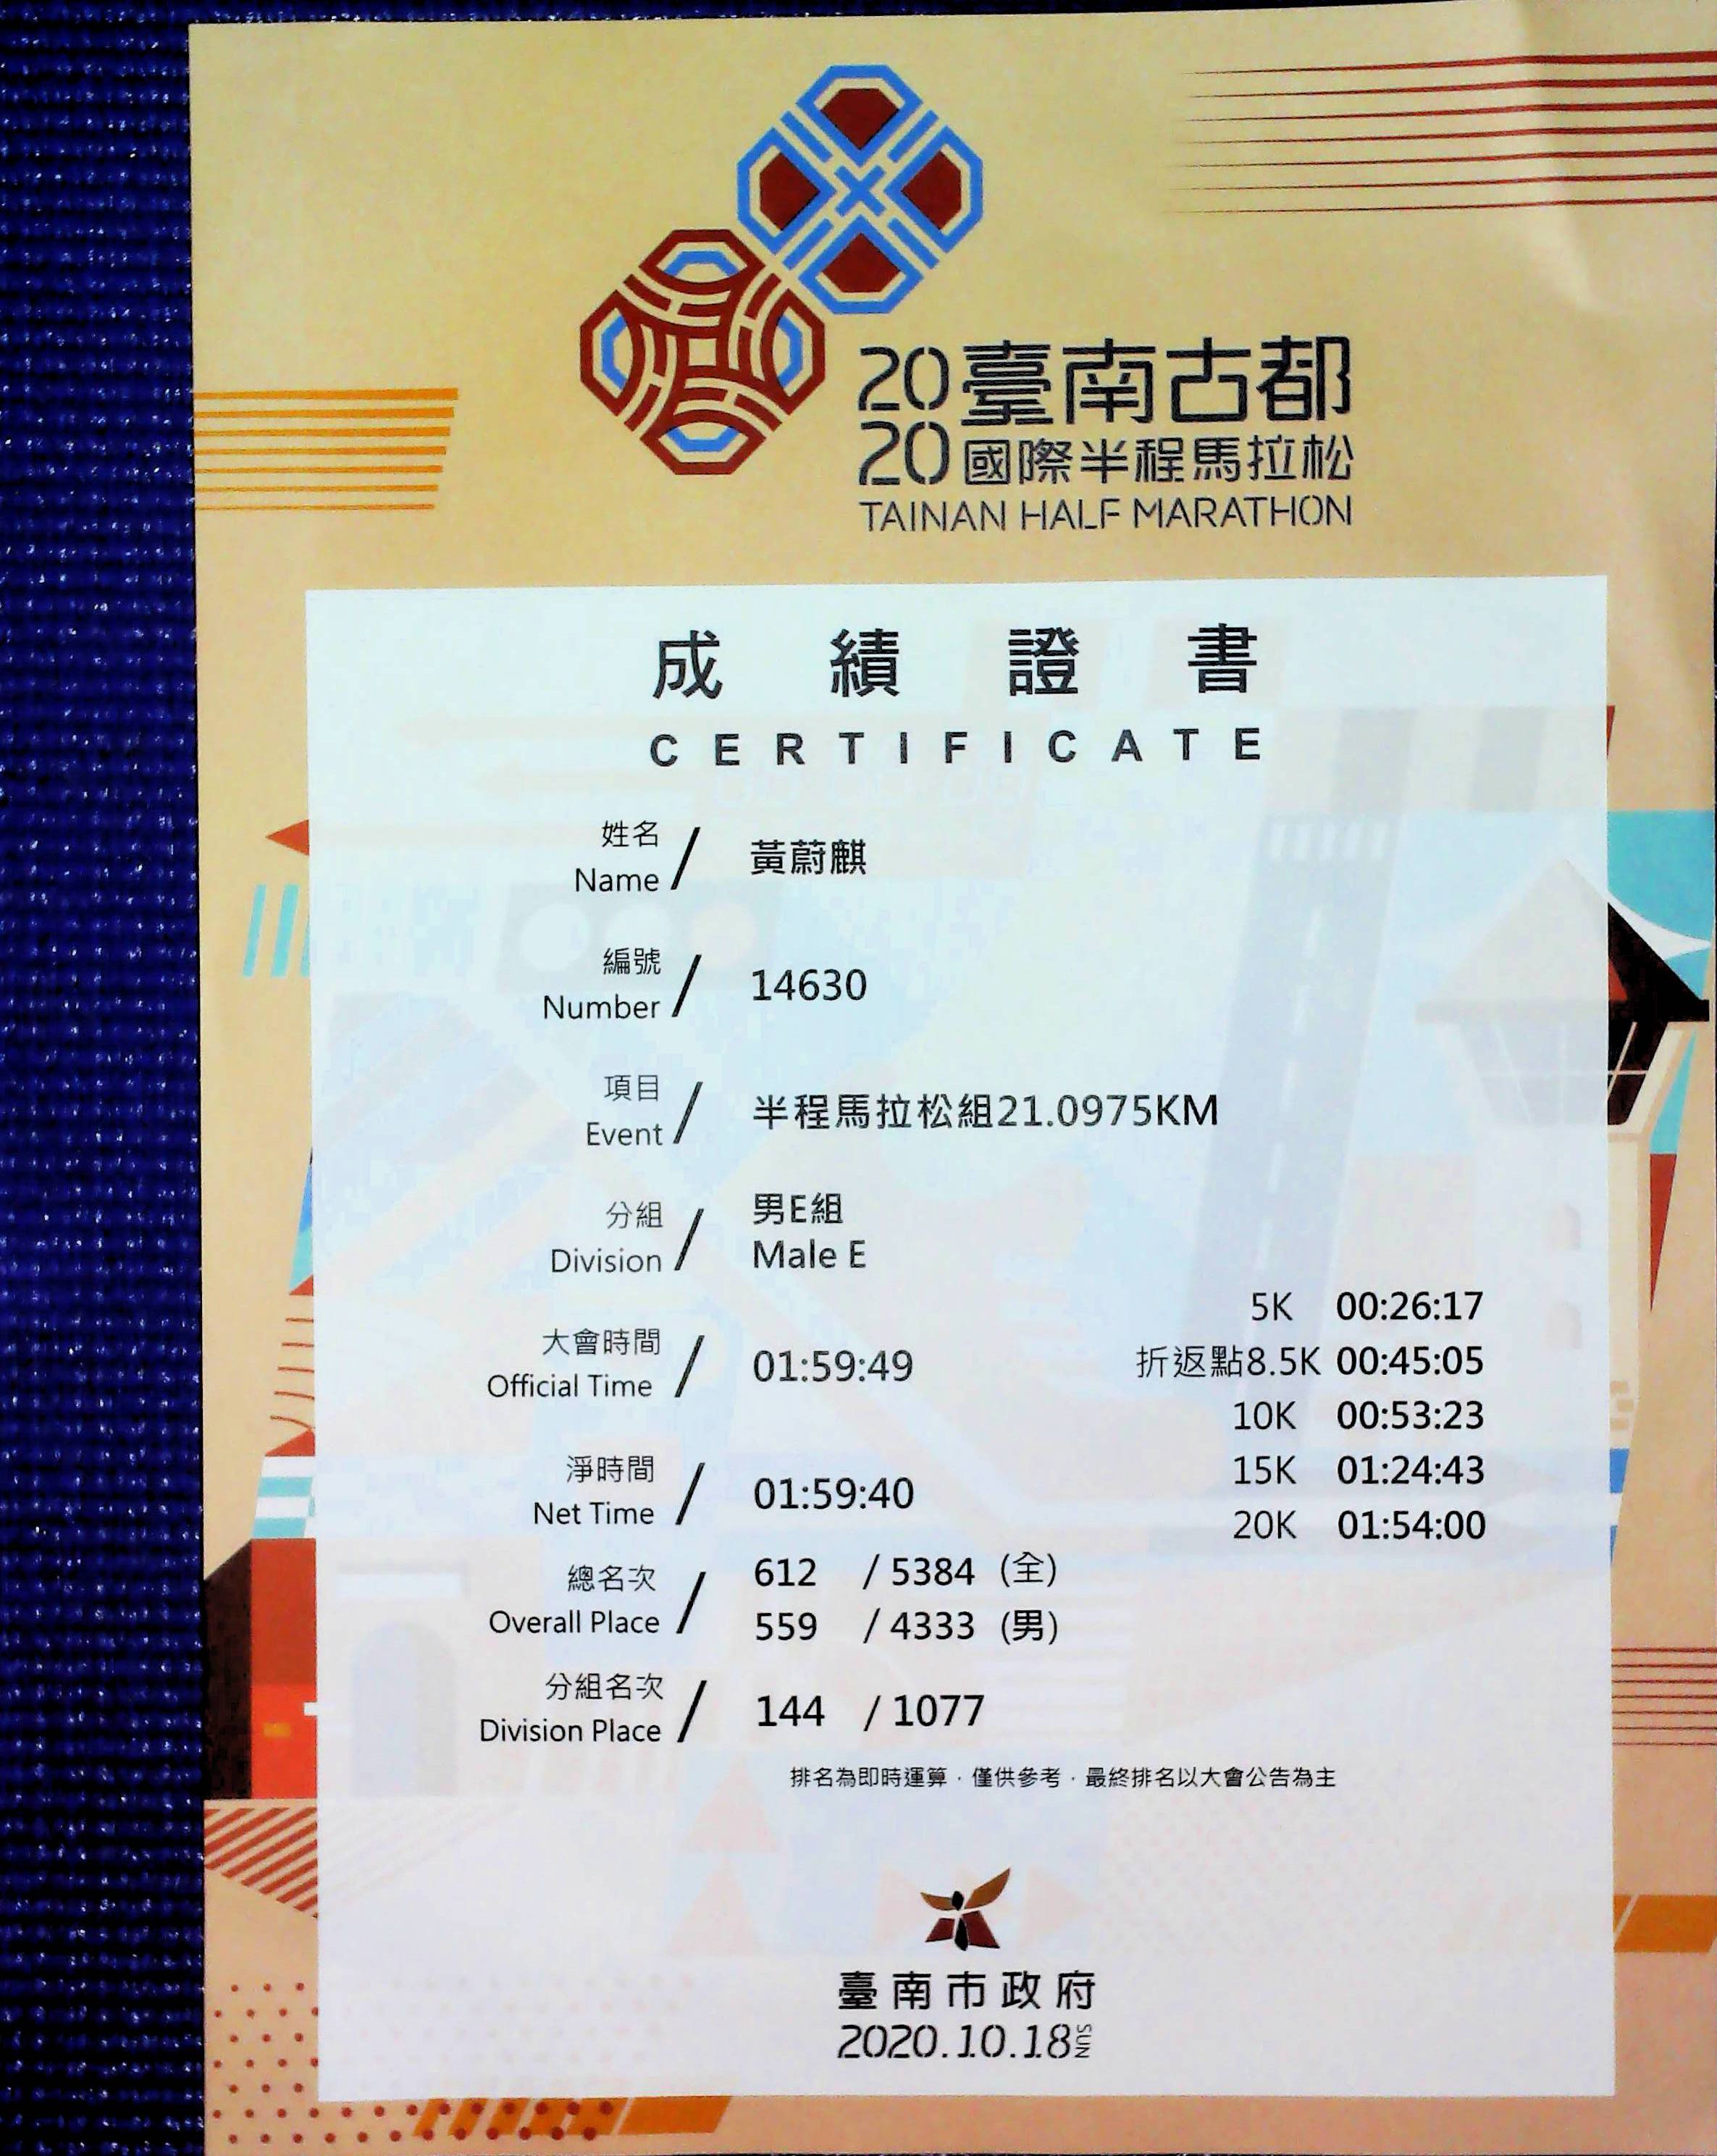 20臺南古都
20國際半程馬拉松
TAINAN HALF MARATHON
成績證書
CERTIFICATE
姓名
Name
黃蔚麒
編號
Number
14630
項目
Event
半程馬拉松組21.0975KM
分組
Division
男E組
Male E
大會時間
Official Time
01:59:49
淨時間
Net Time
01:59:40
5K 00:26:17
折返點8.5K 00:45:05
10K 00:53:23
15K 01:24:43
20K 01:54:00
總名次
Overall Place
612 / 5384 (全)
559 / 4333 (男)
分組名次
Division Place
144 / 1077
排名為即時運算，僅供參考，最終排名以大會公告為主
臺南市政府
2020.10.18 SUN